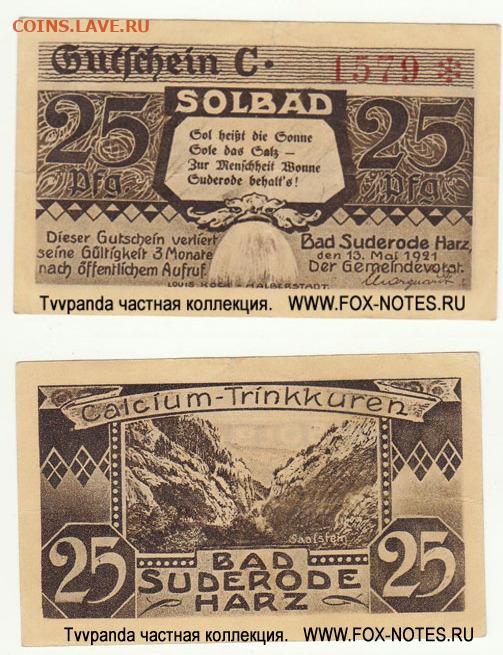 COINS.LAVE.RU
Gutschein C. 1579
25 Pfg. SOLBAD 25 Pfg.
Sol heißt die Sonne
Sole das Salz —
Zur Menschheit Wonne
Suderode behalt's!
Dieser Gutschein verliert
seine Gültigkeit 3 Monate
nach öffentlichem Aufruf.
Bad Suderode Harz,
den 13. Mai 1921
Der Gemeindevorst.
Marquardt
LOUIS KOCH - HALBERSTADT.
Tvvpanda частная коллекция. WWW.FOX-NOTES.RU
Calcium-Trinkkuren
Saalstein
25 BAD 25
SUDERODE
HARZ
Tvvpanda частная коллекция. WWW.FOX-NOTES.RU